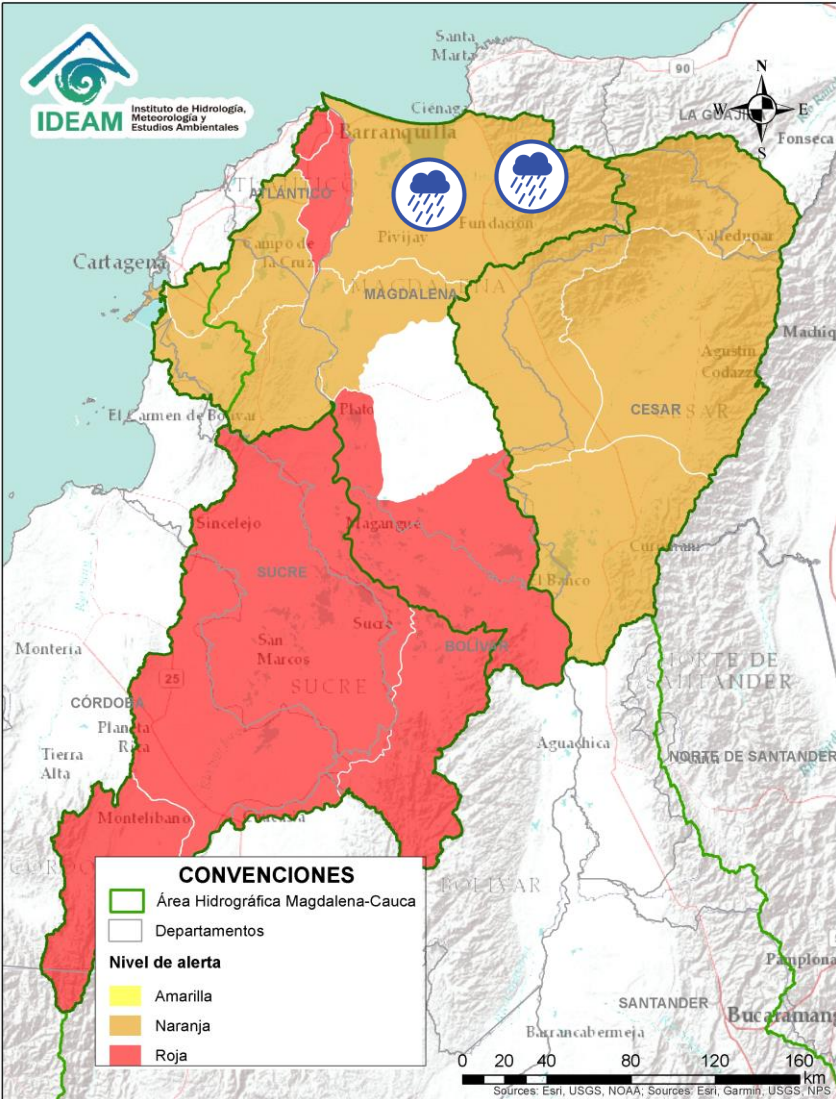 IDEAM
Instituto de Hidrología,
Meteorología y
Estudios Ambientales
Santa
Marta
90
N
W
E
S
Ciénaga
LA GUAJIRA
Fonseca
Barranquilla
ATLÁNTICO
Fundación
Pivijay
Valledupar
Campo de
la Cruz
Cartagena
MAGDALENA
MAGDALENA
Machiq
Agustín
Codazzi
El Carmen de Bolívar
Plato
CESAR
CESAR
Sincelejo
Magangué
SUCRE
El Banco
Sucre
BOLÍVAR
Montería
San
Marcos
SUCRE
25
NORTE DE
SANTANDER
CÓRDOBA
Planeta
Rica
Tierra
Alta
Aguachica
NORTE DE SANTANDER
Montelíbano
BOLÍVAR
CONVENCIONES
Área Hidrográfica Magdalena-Cauca
Departamentos
Nivel de alerta
Amarilla
Naranja
Roja
Pamplona
SANTANDER
Bucaramang
Barrancabermeja
0 20 40 80 120 160
km
Sources: Esri, USGS, NOAA; Sources: Esri, Garmin, USGS, NPS